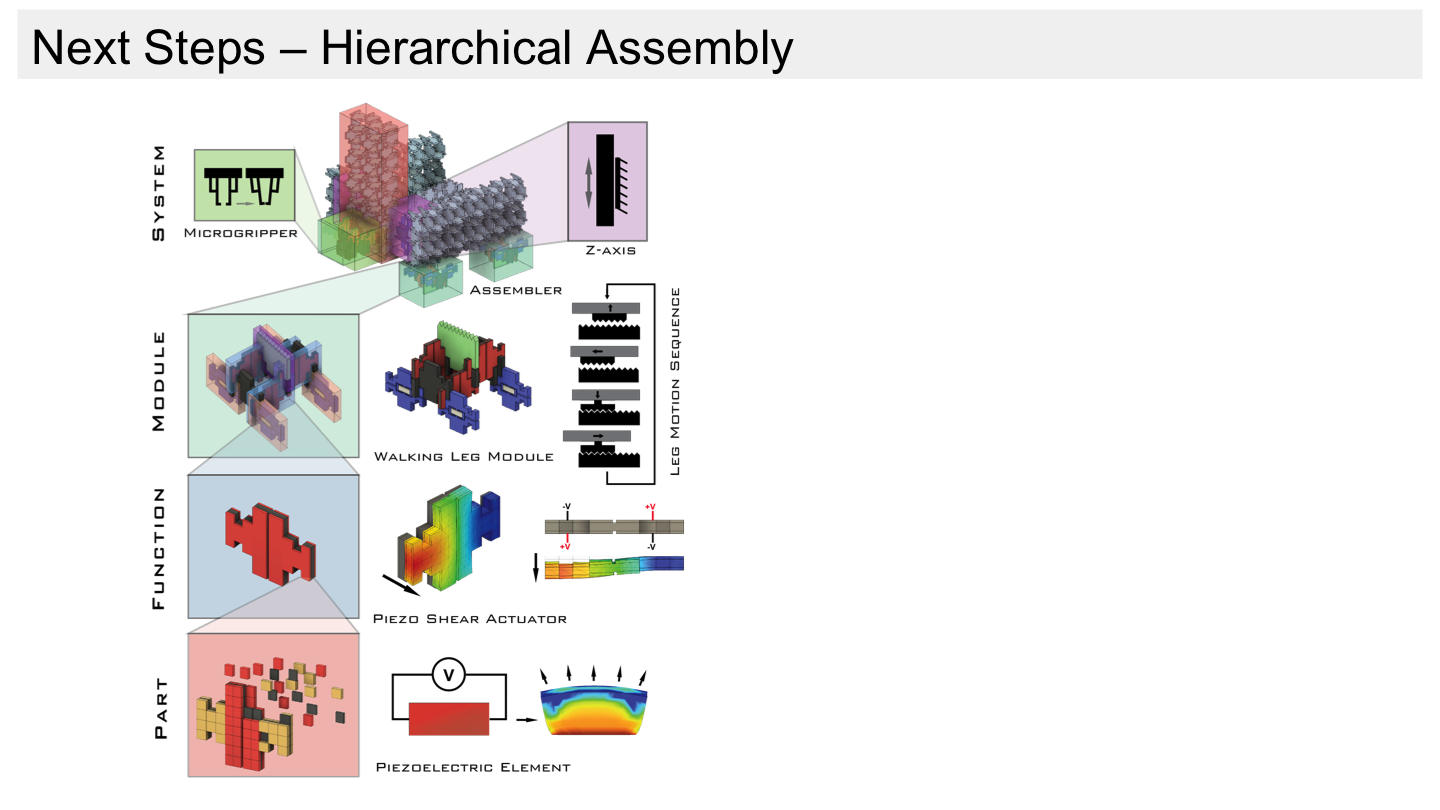 Next Steps – Hierarchical Assembly
SYSTEM
MICROGRIPPER
Z-AXIS
ASSEMBLER
MODULE
WALKING LEG MODULE
LEG MOTION SEQUENCE
FUNCTION
-V
+V
+V
-V
PIEZO SHEAR ACTUATOR
PART
V
PIEZOELECTRIC ELEMENT